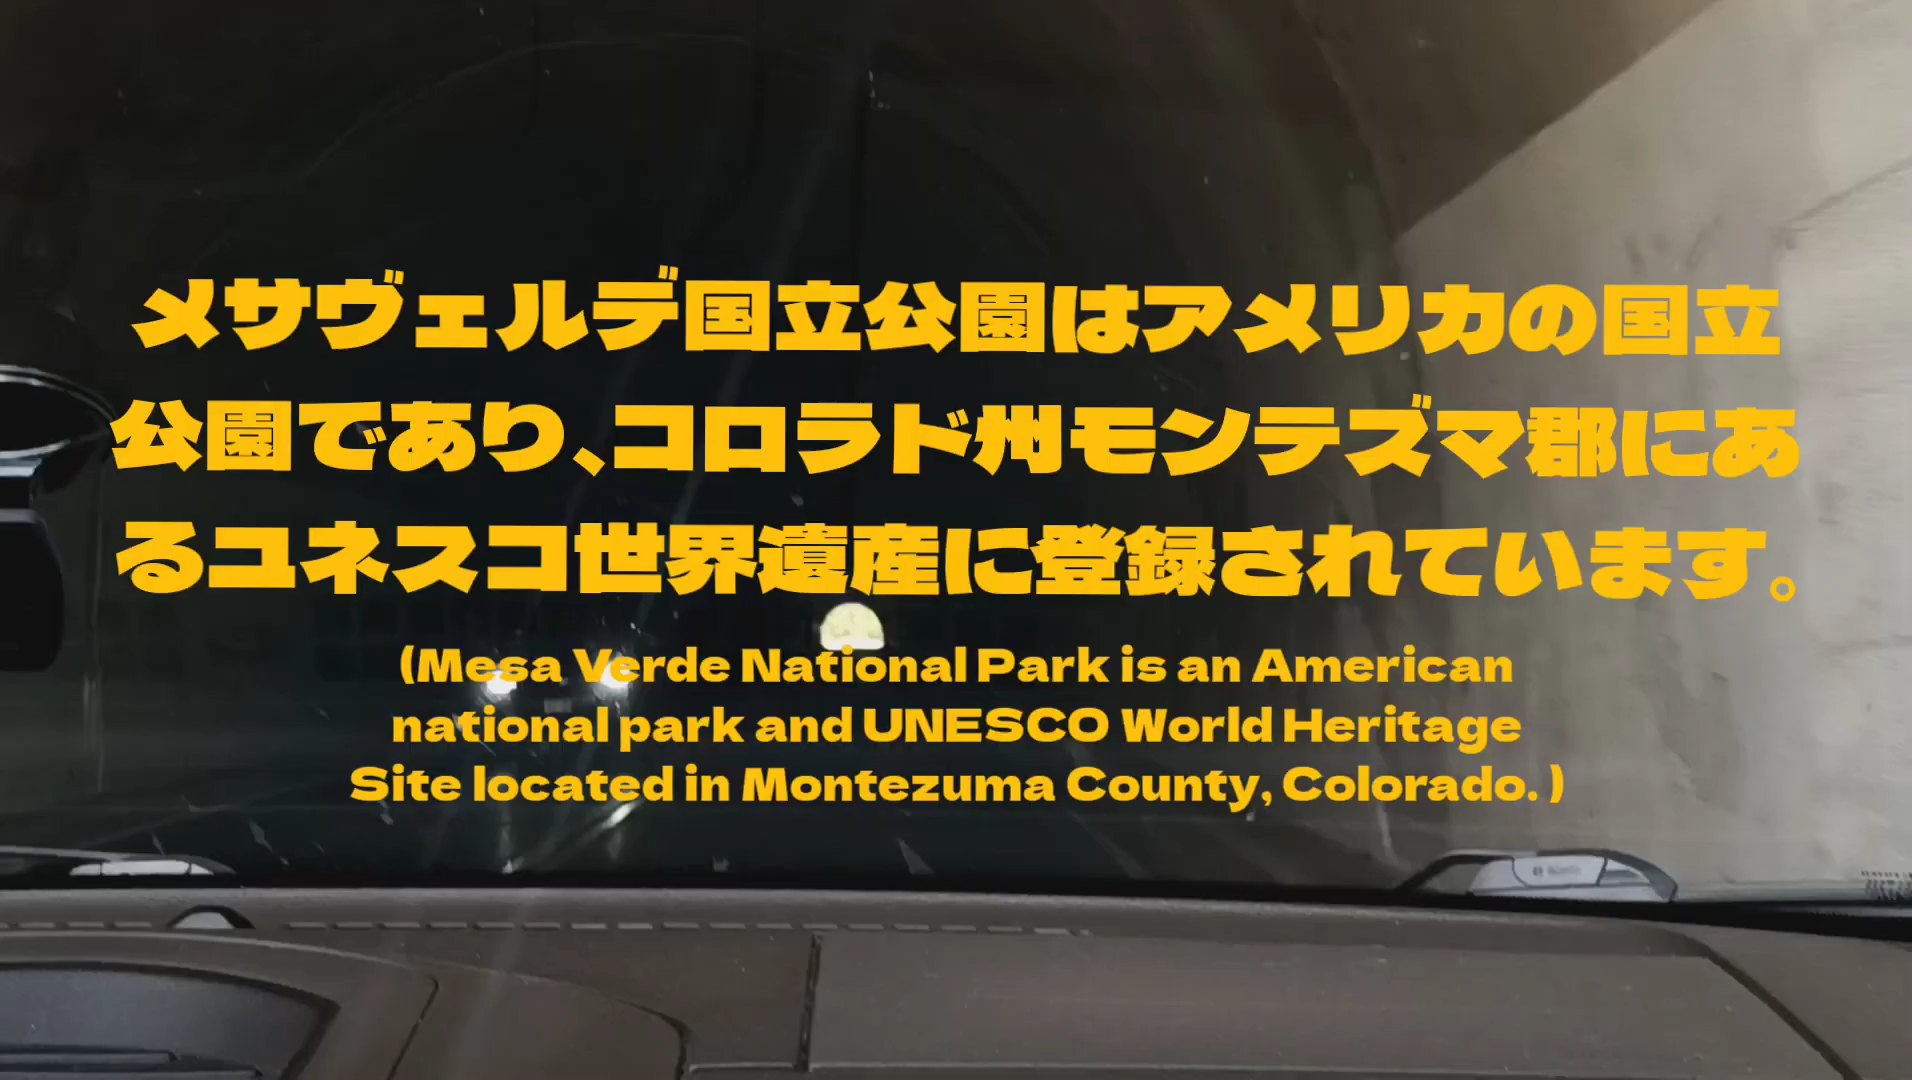 メサヴェルデ国立公園はアメリカの国立
公園であり、コロラド州モンテズマ郡にあ
るユネスコ世界遺産に登録されています。
(Mesa Verde National Park is an American
national park and UNESCO World Heritage
Site located in Montezuma County, Colorado. )